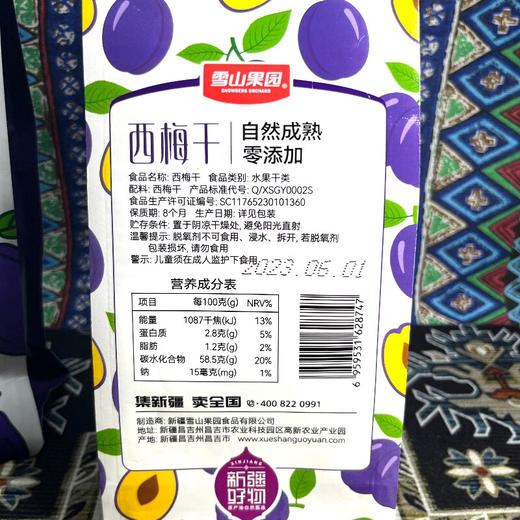 雪山果园®
SNOWBERG ORCHARD
西梅干
自然成熟
零添加
食品名称: 西梅干 食品类别: 水果干类
配料: 西梅干 产品标准代号: Q/XSGY0002S
食品生产许可证编号: SC11765230101360
保质期: 8个月 生产日期: 详见包装
贮存条件: 置于阴凉干燥处, 避免阳光直射
温馨提示: 脱氧剂不可食用、浸水、拆开, 若脱氧剂
包装损坏, 请勿食用
警示: 儿童须在成人监护下食用
2023.06.01
营养成分表
项目 每100克(g) NRV%
能量 1087千焦(kJ) 13%
蛋白质 2.8克(g) 5%
脂肪 1.2克(g) 2%
碳水化合物 58.5克(g) 20%
钠 15毫克(mg) 1%
6 959531 628747
集新疆 卖全国 400 822 0991
制造商: 新疆雪山果园食品有限公司
地址: 新疆昌吉州昌吉市农业科技园区高新农业产业园
产地: 新疆昌吉州昌吉市 www.xueshanguoyuan.com
XINJIANG
新疆
好物
原产地自然甄品